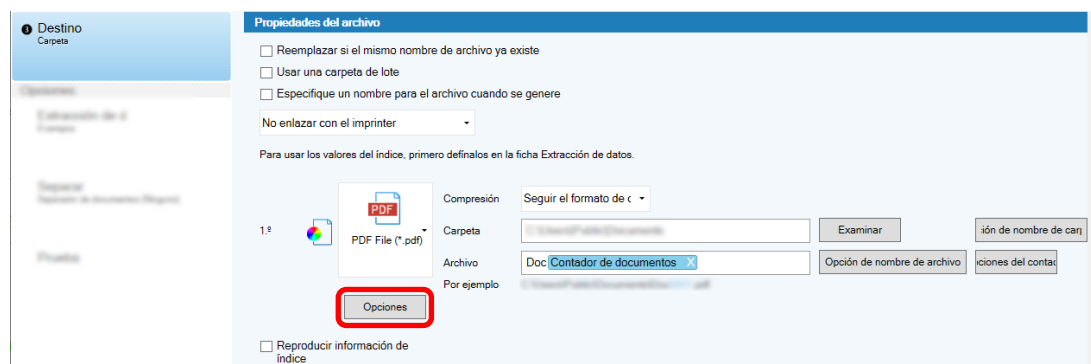 3 Destino
Carpeta
Opciones
Propiedades del archivo
Reemplazar si el mismo nombre de archivo ya existe
Usar una carpeta de lote
Especifique un nombre para el archivo cuando se genere
No enlazar con el imprinter
Para usar los valores del índice, primero defínalos en la ficha Extracción de datos.
1.º
PDF
PDF File (*.pdf)
Compresión
Seguir el formato de c
Carpeta
Examinar
ión de nombre de carp
Archivo
Doc Contador de documentos X
Opción de nombre de archivo
ciones del contac
Por ejemplo
Opciones
Reproducir información de
índice